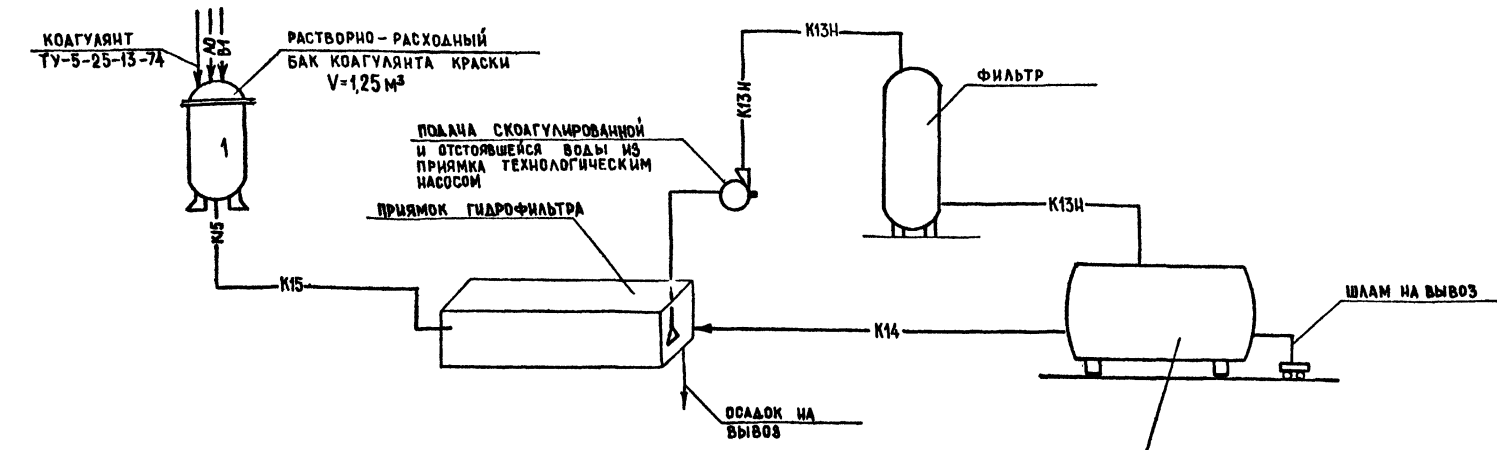 КОАГУЛЯНТ
ТУ-5-25-13-74
А0
В1
РАСТВОРНО-РАСХОДНЫЙ
БАК КОАГУЛЯНТА КРАСКИ
V=1,25 м³
1
К15
К15
ПОДАЧА СКОАГУЛИРОВАННОЙ
И ОТСТОЯВШЕЙСЯ ВОДЫ ИЗ
ПРИЯМКА ТЕХНОЛОГИЧЕСКИМ
НАСОСОМ
ПРИЯМОК ГИДРОФИЛЬТРА
К13Н
К13Н
ФИЛЬТР
К13Н
К14
ШЛАМ НА ВЫВОЗ
ОСАДОК НА
ВЫВОЗ